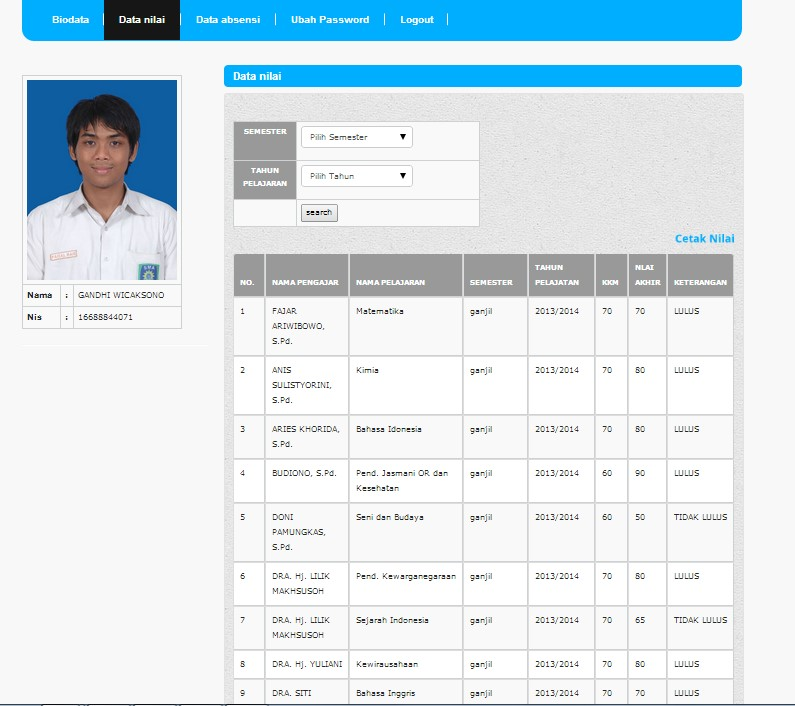 Biodata Data nilai Data absensi Ubah Password Logout
Data nilai
SEMESTER Pilih Semester
TAHUN PELAJARAN Pilih Tahun
search
Nama : GANDHI WICAKSONO
Nis : 16688844071
Cetak Nilai
NO. NAMA PENGAJAR NAMA PELAJARAN SEMESTER TAHUN PELAJATAN KKM NLAI AKHIR KETERANGAN
1 FAJAR ARIWIBOWO, S.Pd. Matematika ganjil 2013/2014 70 70 LULUS
2 ANIS SULISTYORINI, S.Pd. Kimia ganjil 2013/2014 70 80 LULUS
3 ARIES KHORIDA, S.Pd. Bahasa Idonesia ganjil 2013/2014 70 80 LULUS
4 BUDIONO, S.Pd. Pend. Jasmani OR dan Kesehatan ganjil 2013/2014 60 90 LULUS
5 DONI PAMUNGKAS, S.Pd. Seni dan Budaya ganjil 2013/2014 60 50 TIDAK LULUS
6 DRA. Hj. LILIK MAKHSUSOH Pend. Kewarganegaraan ganjil 2013/2014 70 80 LULUS
7 DRA. Hj. LILIK MAKHSUSOH Sejarah Indonesia ganjil 2013/2014 70 65 TIDAK LULUS
8 DRA. Hj. YULIANI Kewirausahaan ganjil 2013/2014 70 80 LULUS
9 DRA. SITI Bahasa Inggris ganjil 2013/2014 70 70 LULUS